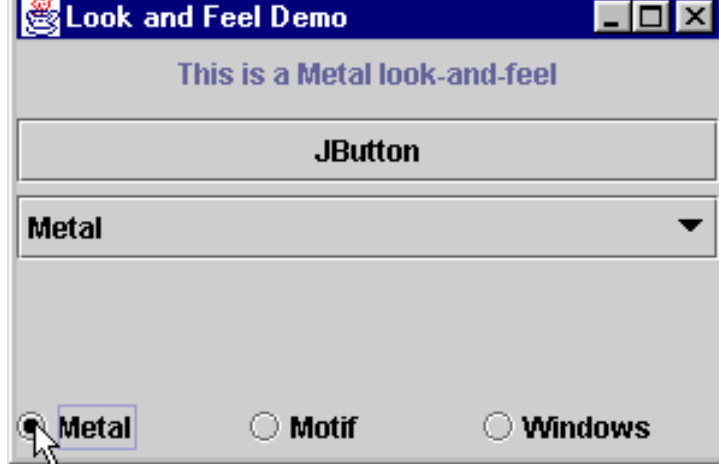 Look and Feel Demo
This is a Metal look-and-feel
JButton
Metal
Metal Motif Windows